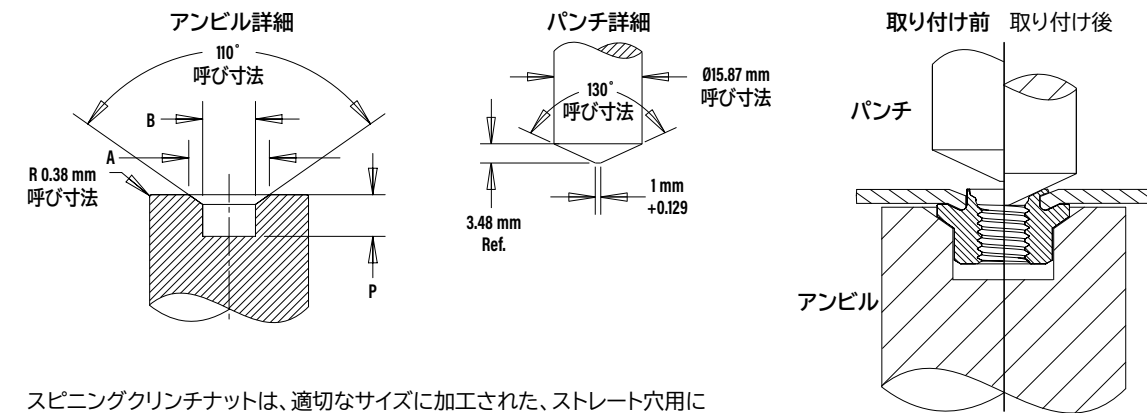 アンビル詳細
110°
呼び寸法
B
A
R 0.38 mm
呼び寸法
P
パンチ詳細
Ø15.87 mm
呼び寸法
130°
呼び寸法
1 mm
+0.129
3.48 mm
Ref.
取り付け前 取り付け後
パンチ
アンビル
スピニングクリンチナットは、適切なサイズに加工された、ストレート穴用に